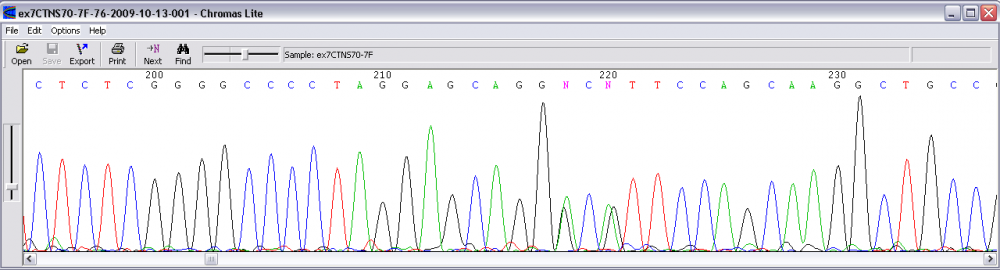 ex7CTNS70-7F-76-2009-10-13-001 - Chromas Lite
File Edit Options Help
Open Save Export Print Next Find Sample: ex7CTNS70-7F
200 210 220 230
C T C T C G G G G C C C C T A G G A G C A G G N C N T T C C A G C A A G G C T G C C